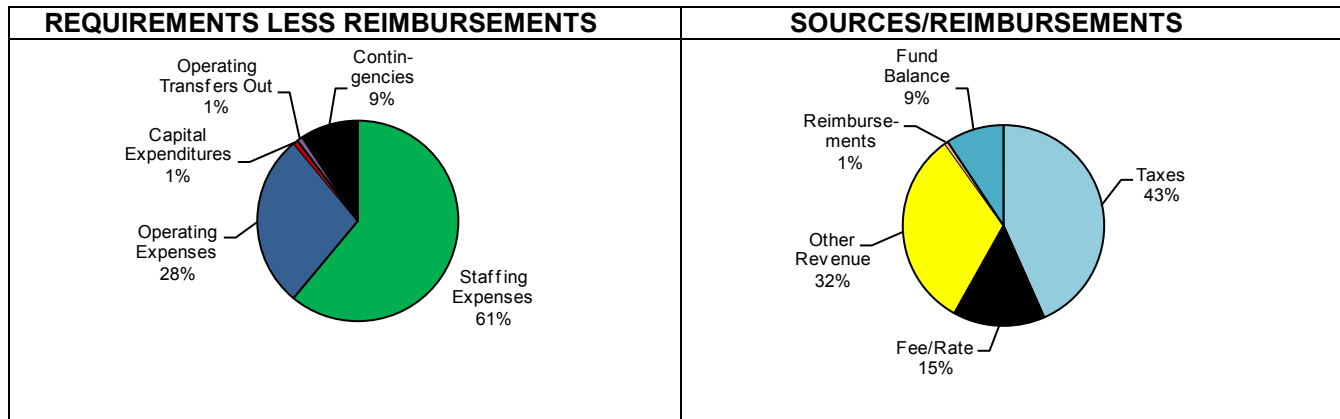 REQUIREMENTS LESS REIMBURSEMENTS
Operating
Transfers Out
1%
Contin-
gencies
9%
Capital
Expenditures
1%
Operating
Expenses
28%
Staffing
Expenses
61%
SOURCES/REIMBURSEMENTS
Fund
Balance
9%
Reimburse-
ments
1%
Taxes
43%
Other
Revenue
32%
Fee/Rate
15%